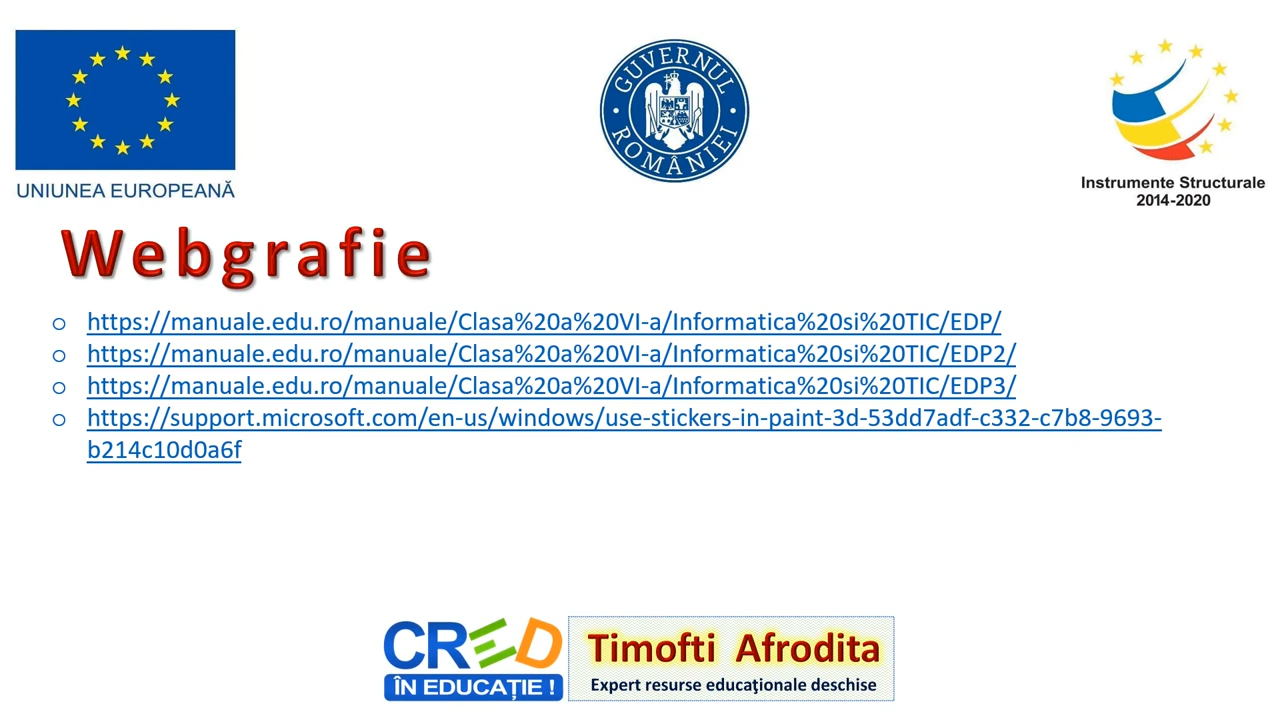 UNIUNEA EUROPEANĂ
GUVERNUL ROMÂNIEI
Instrumente Structurale
2014-2020
Webgrafie
https://manuale.edu.ro/manuale/Clasa%20a%20VI-a/Informatica%20si%20TIC/EDP/
https://manuale.edu.ro/manuale/Clasa%20a%20VI-a/Informatica%20si%20TIC/EDP2/
https://manuale.edu.ro/manuale/Clasa%20a%20VI-a/Informatica%20si%20TIC/EDP3/
https://support.microsoft.com/en-us/windows/use-stickers-in-paint-3d-53dd7adf-c332-c7b8-9693-
b214c10d0a6f
CRED
ÎN EDUCAȚIE !
Timofti Afrodita
Expert resurse educaţionale deschise